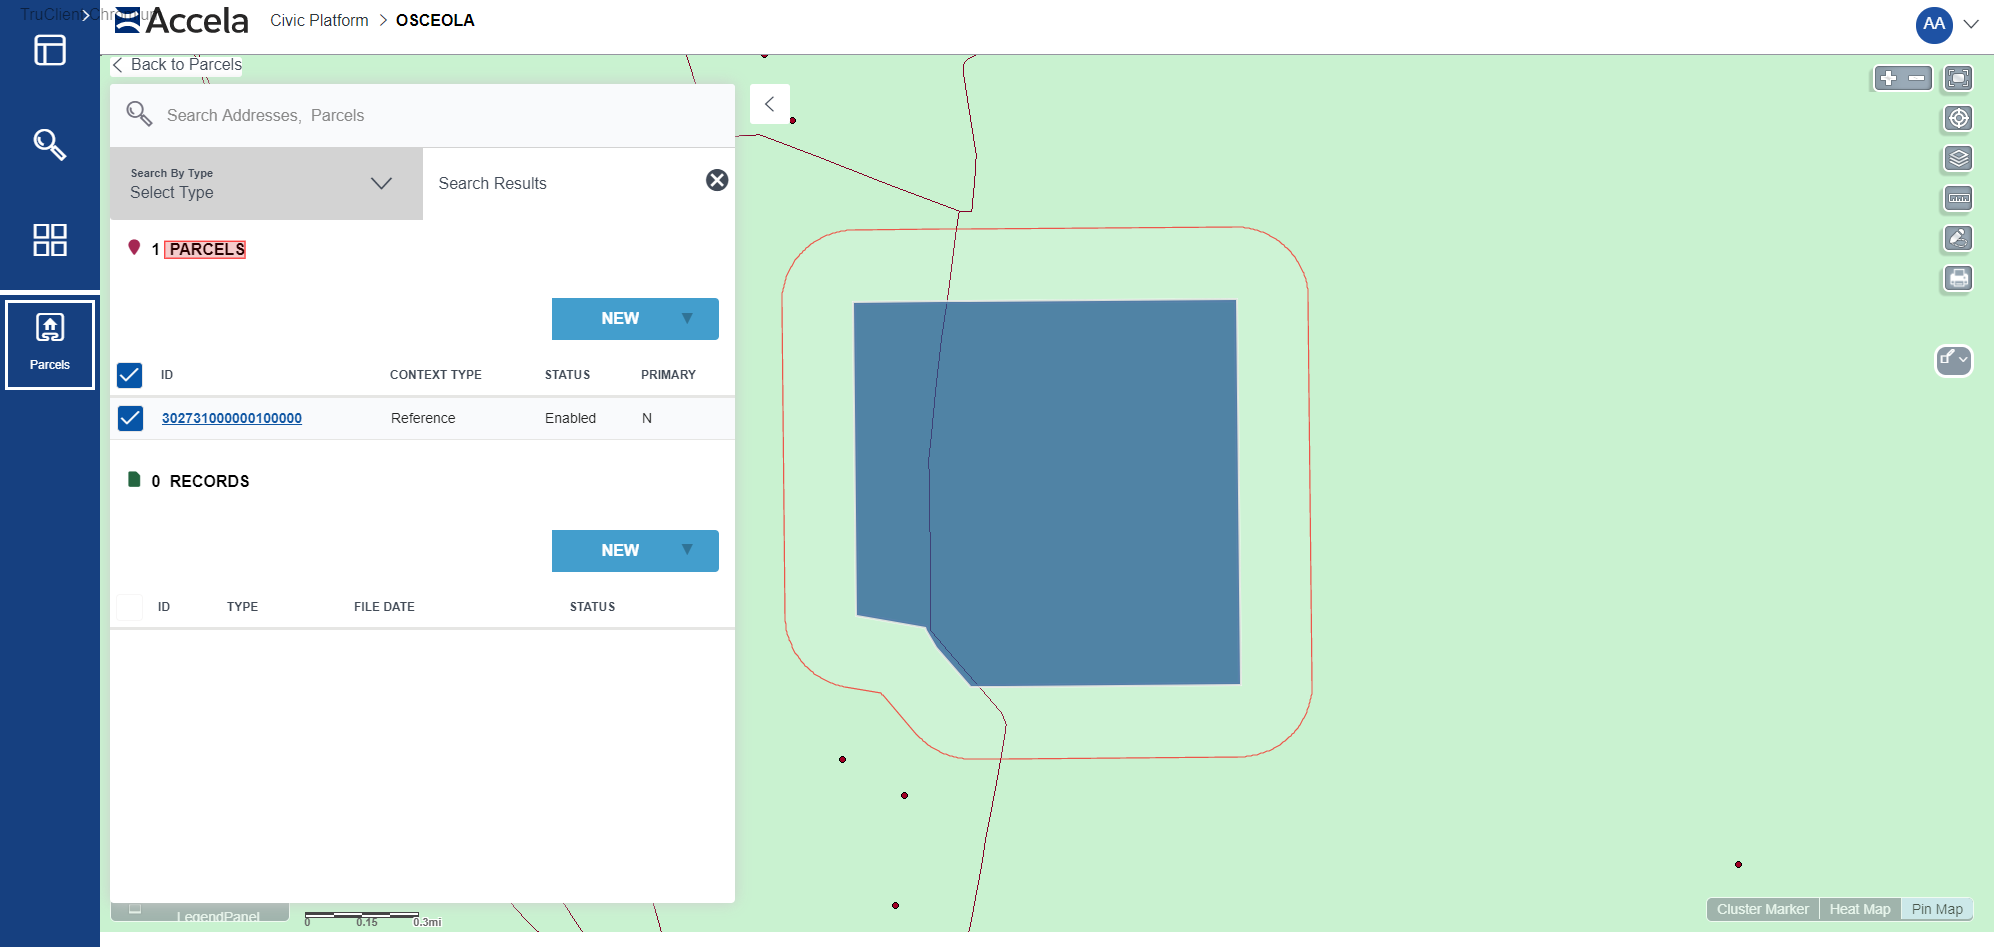 TruClient Chromium
Accela
Civic Platform > OSCEOLA
AA
Back to Parcels
Search Addresses, Parcels
Search By Type
Select Type
Search Results
1 PARCELS
NEW
Parcels
ID CONTEXT TYPE STATUS PRIMARY
302731000000100000 Reference Enabled N
0 RECORDS
NEW
ID TYPE FILE DATE STATUS
LegendPanel
0 0.15 0.3mi
Cluster Marker Heat Map Pin Map